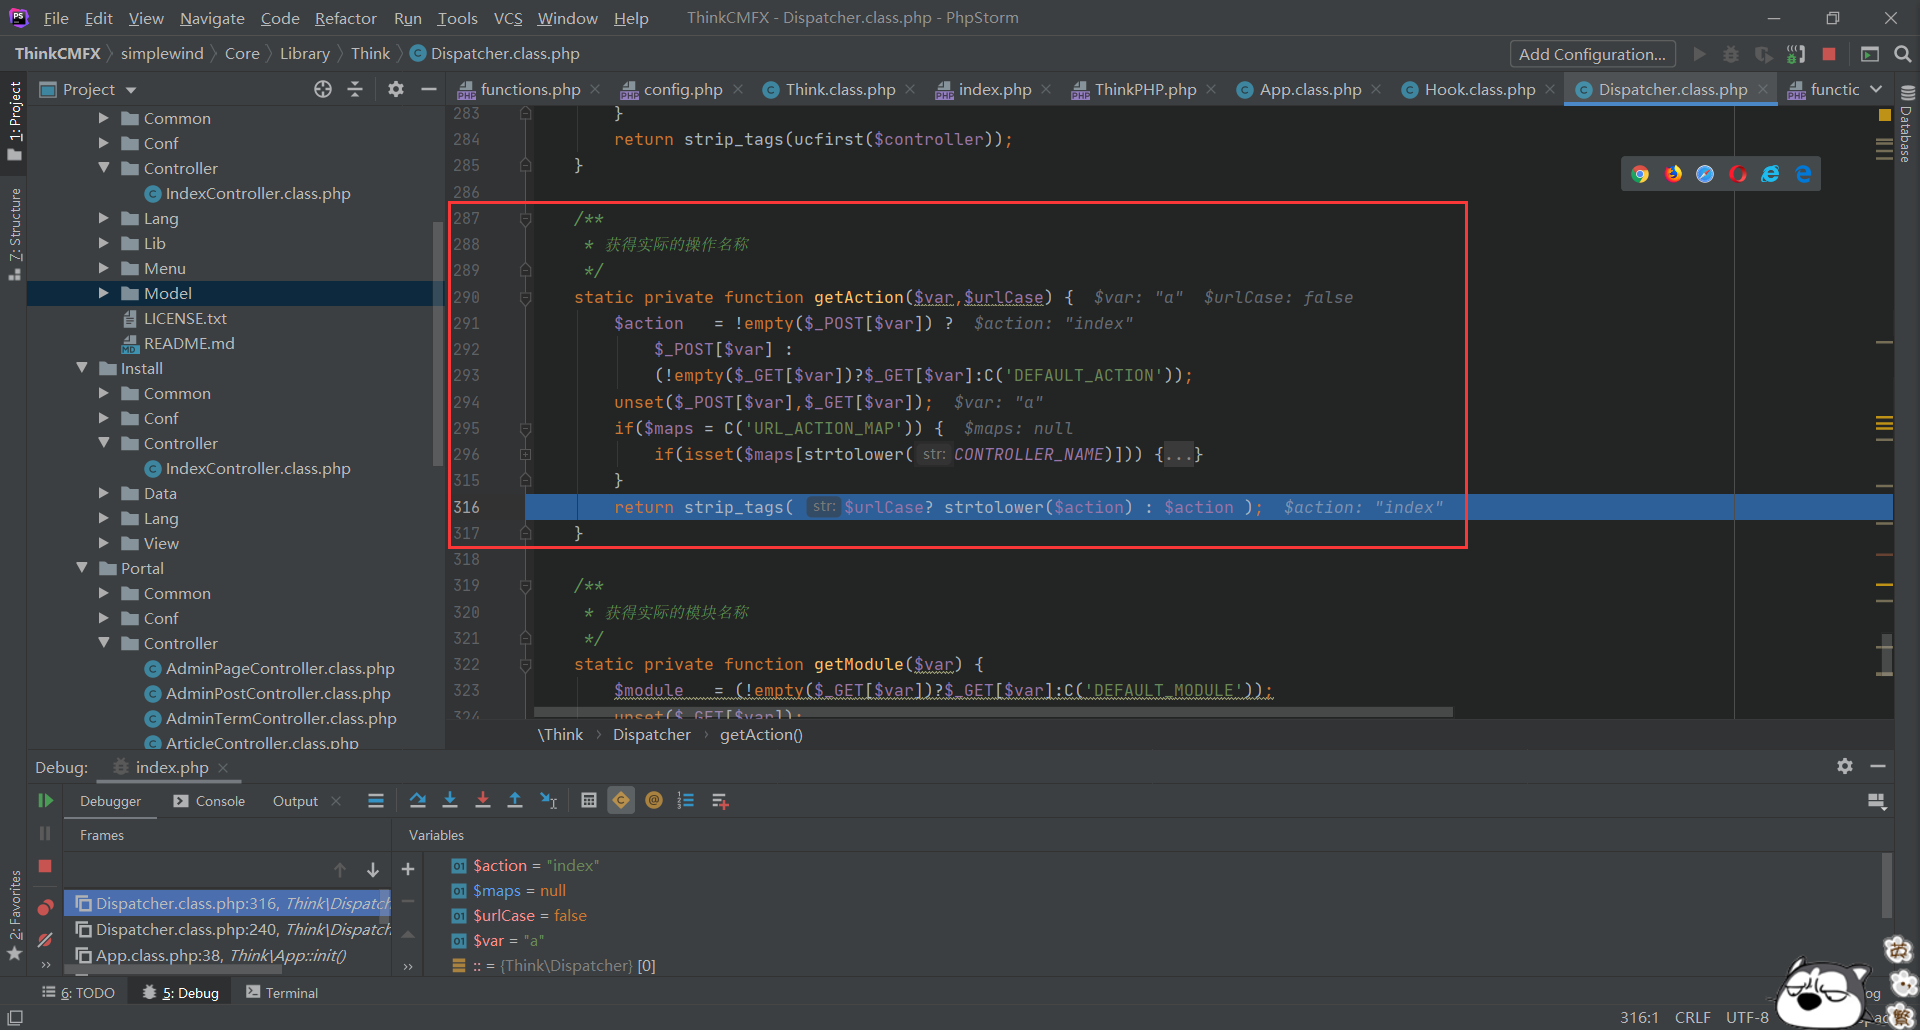 File Edit View Navigate Code Refactor Run Tools VCS Window Help ThinkCMFX - Dispatcher.class.php - PhpStorm
ThinkCMFX simplewind Core Library Think Dispatcher.class.php Add Configuration...
Project functions.php config.php Think.class.php index.php ThinkPHP.php App.class.php Hook.class.php Dispatcher.class.php functic
1: Project
7: Structure
2: Favorites
Database
Common
Conf
Controller
IndexController.class.php
Lang
Lib
Menu
Model
LICENSE.txt
README.md
Install
Common
Conf
Controller
IndexController.class.php
Data
Lang
View
Portal
Common
Conf
Controller
AdminPageController.class.php
AdminPostController.class.php
AdminTermController.class.php
ArticleController.class.php
283 }
284 return strip_tags(ucfirst($controller));
285 }
286
287 /**
288 * 获得实际的操作名称
289 */
290 static private function getAction($var,$urlCase) { $var: "a" $urlCase: false
291 $action = !empty($_POST[$var]) ? $action: "index"
292 $_POST[$var] :
293 (!empty($_GET[$var])?$_GET[$var]:C('DEFAULT_ACTION'));
294 unset($_POST[$var],$_GET[$var]); $var: "a"
295 if($maps = C('URL_ACTION_MAP')) { $maps: null
296 if(isset($maps[strtolower( str: CONTROLLER_NAME)])) {...}
315 }
316 return strip_tags( str: $urlCase? strtolower($action) : $action ); $action: "index"
317 }
318
319 /**
320 * 获得实际的模块名称
321 */
322 static private function getModule($var) {
323 $module = (!empty($_GET[$var])?$_GET[$var]:C('DEFAULT_MODULE'));
324 unset($_GET[$var]);
\Think › Dispatcher › getAction()
Debug: index.php
Debugger Console Output
Frames Variables
Dispatcher.class.php:316, Think\Dispatch
Dispatcher.class.php:240, Think\Dispatch
App.class.php:38, Think\App::init()
$action = "index"
$maps = null
$urlCase = false
$var = "a"
:: = {Think\Dispatcher} [0]
6: TODO 5: Debug Terminal
316:1 CRLF UTF-8
英
繁